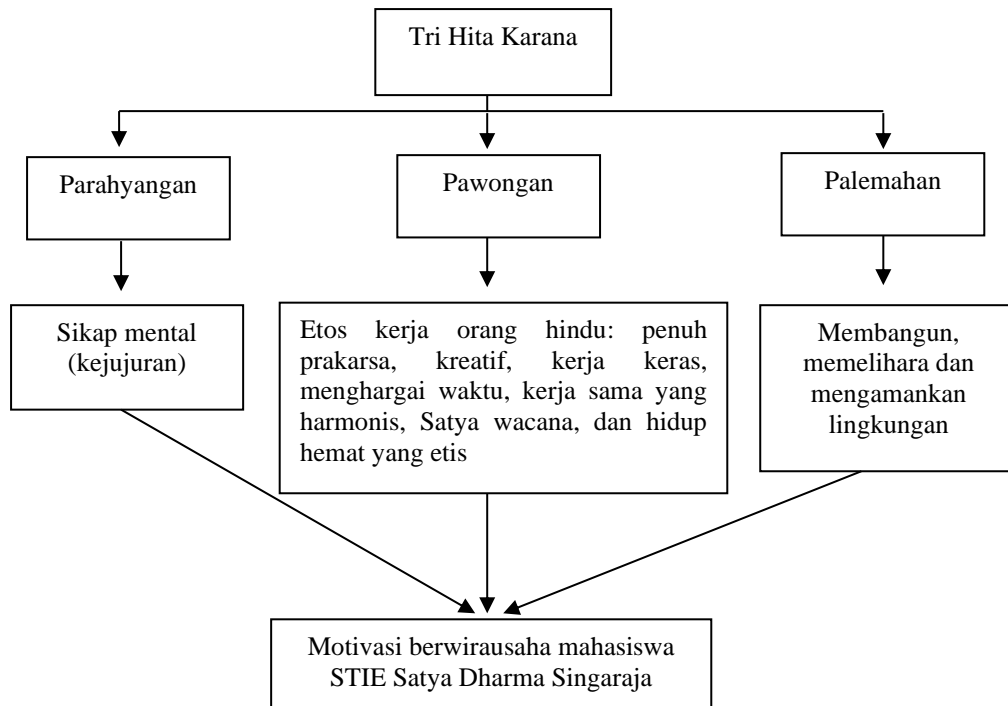 Tri Hita Karana
Parahyangan
Pawongan
Palemahan
Sikap mental
(kejujuran)
Etos kerja orang hindu: penuh
prakarsa, kreatif, kerja keras,
menghargai waktu, kerja sama yang
harmonis, Satya wacana, dan hidup
hemat yang etis
Membangun,
memelihara dan
mengamankan
lingkungan
Motivasi berwirausaha mahasiswa
STIE Satya Dharma Singaraja